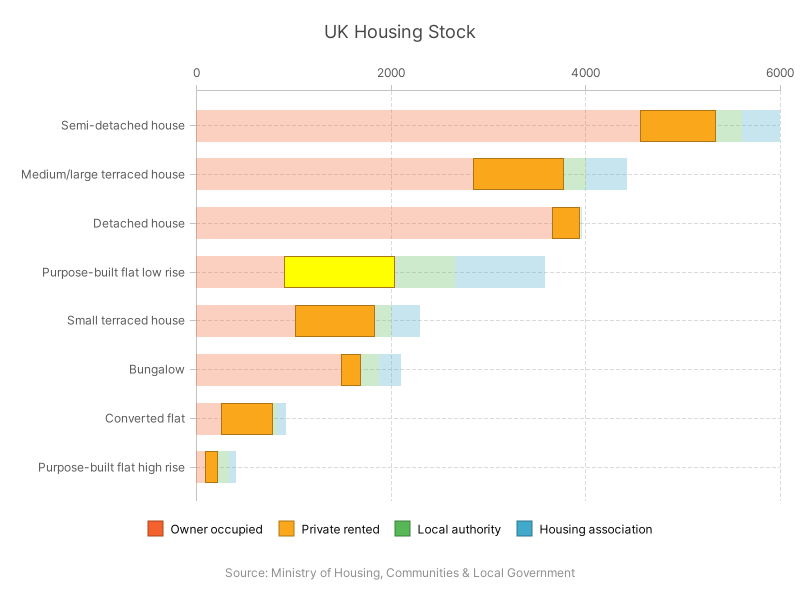 UK Housing Stock
0 2000 4000 6000
Semi-detached house
Medium/large terraced house
Detached house
Purpose-built flat low rise
Small terraced house
Bungalow
Converted flat
Purpose-built flat high rise
Owner occupied Private rented Local authority Housing association
Source: Ministry of Housing, Communities & Local Government